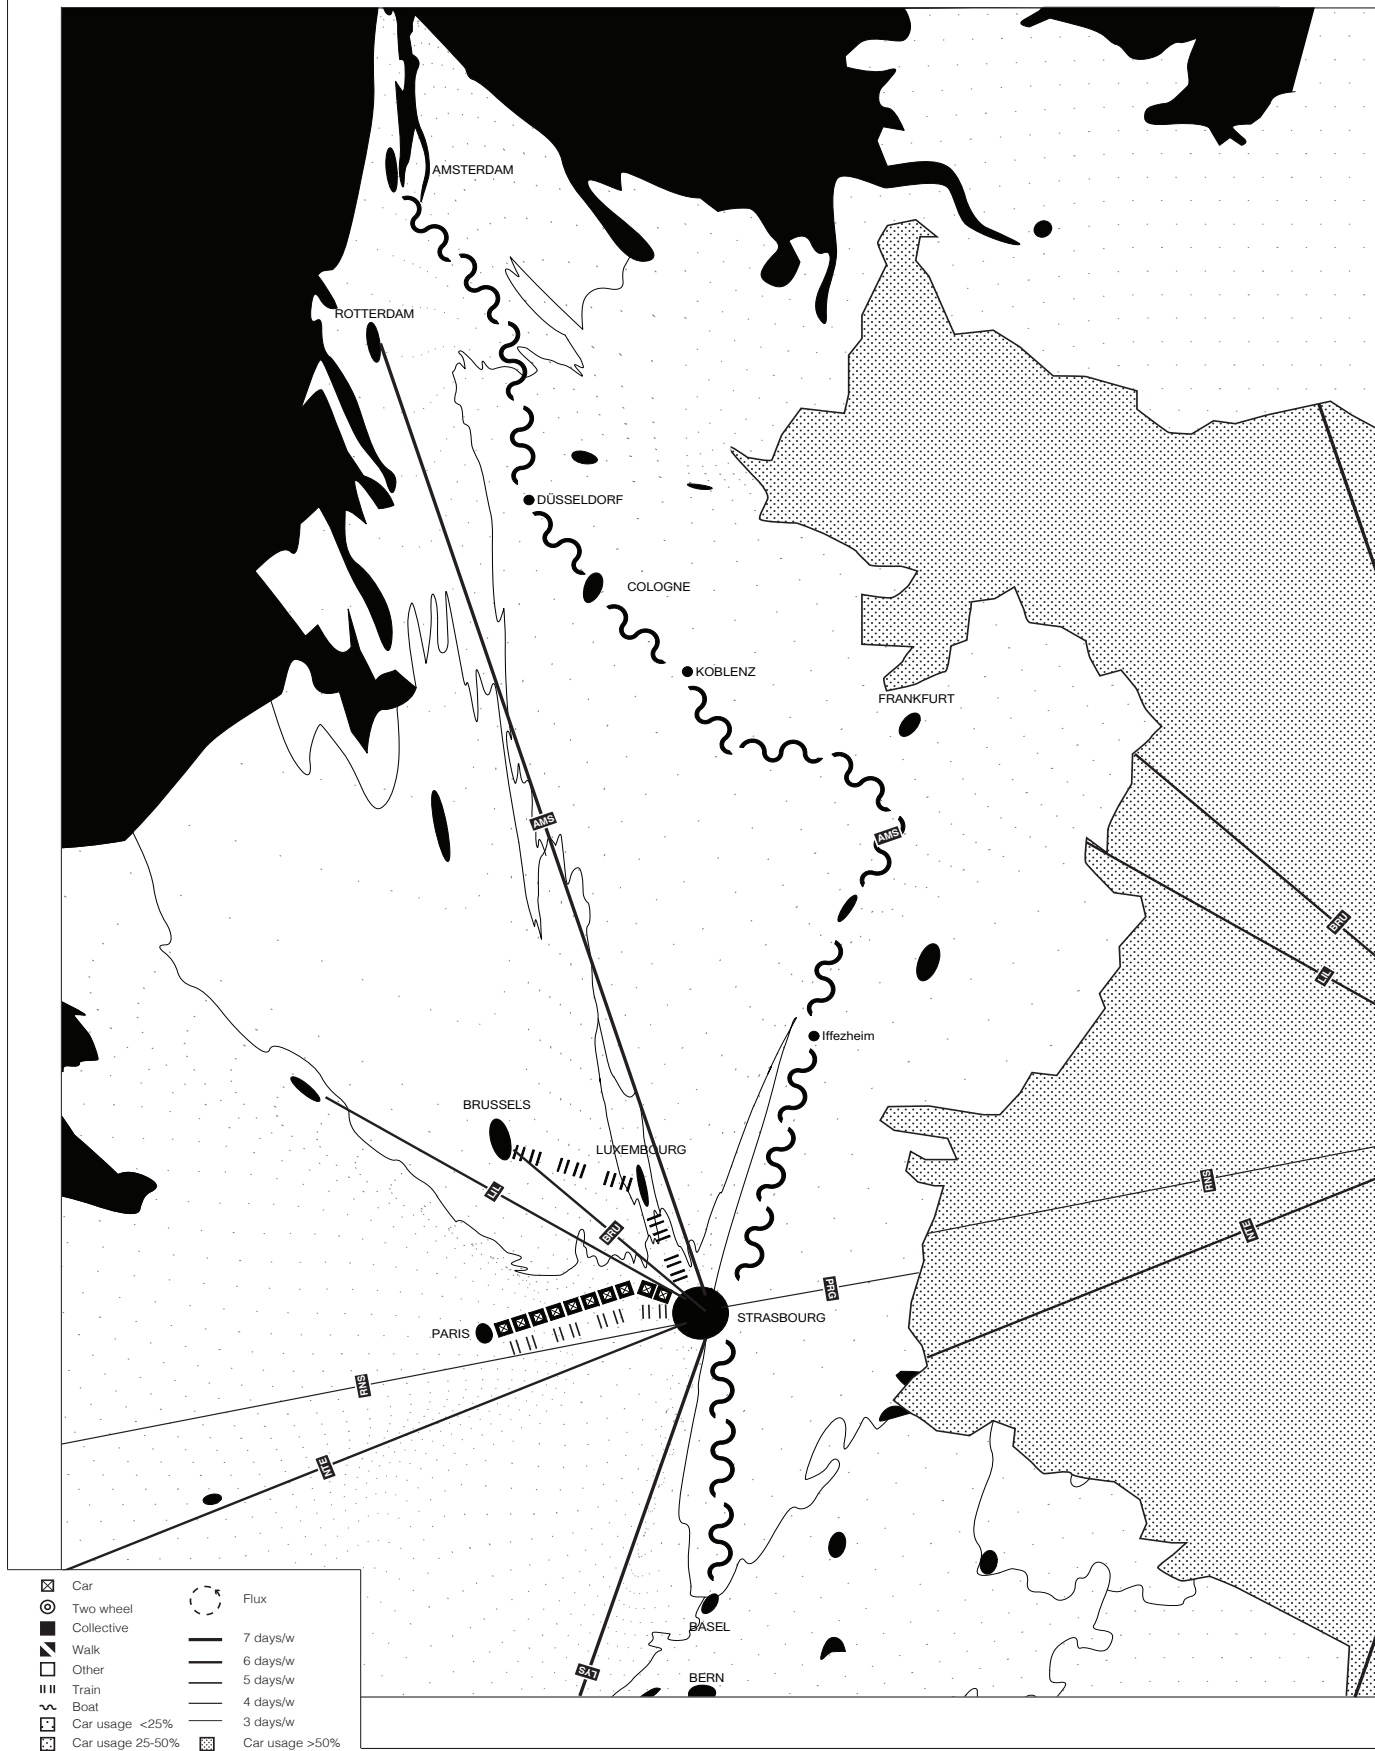 AMSTERDAM
ROTTERDAM
DÜSSELDORF
COLOGNE
KOBLENZ
FRANKFURT
AMS
AMS
BRU
LIL
Iffezheim
BRUSSELS
LUXEMBOURG
LIL
BRU
RNS
NTE
PRG
STRASBOURG
PARIS
RNS
NTE
BASEL
LYS
BERN
Car
Two wheel
Collective
Walk
Other
Train
Boat
Car usage <25%
Car usage 25-50%
Flux
7 days/w
6 days/w
5 days/w
4 days/w
3 days/w
Car usage >50%